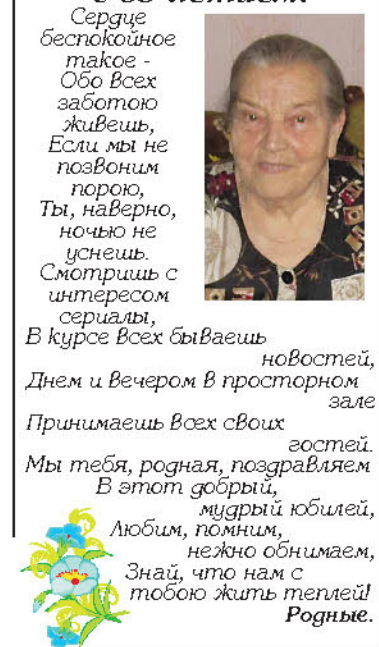 Сердце
беспокойное
такое -
Обо всех
заботою
живешь,
Если мы не
позвоним
порою,
Ты, наверно,
ночью не
уснешь.
Смотришь с
интересом
сериалы,
В курсе всех бываешь
новостей,
Днем и вечером в просторном
зале
Принимаешь всех своих
гостей.
Мы тебя, родная, поздравляем
В этот добрый,
мудрый юбилей,
Любим, помним,
нежно обнимаем,
Знай, что нам с
тобою жить теплей!
Родные.